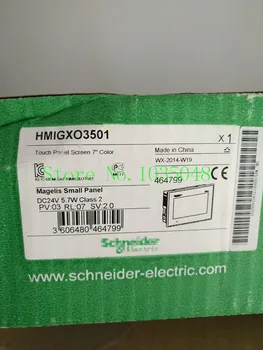 HMIGXO3501
Touch Panel Screen 7" Color
Made in China
X 1
WX-2014-W19
464799
Store No: 1035048
Magelis Small Panel
DC24V 5.7W Class 2
PV:03 RL:07 SV:2.0
3 606480 464799
Schneider
Electric
www.schneider-electric.com